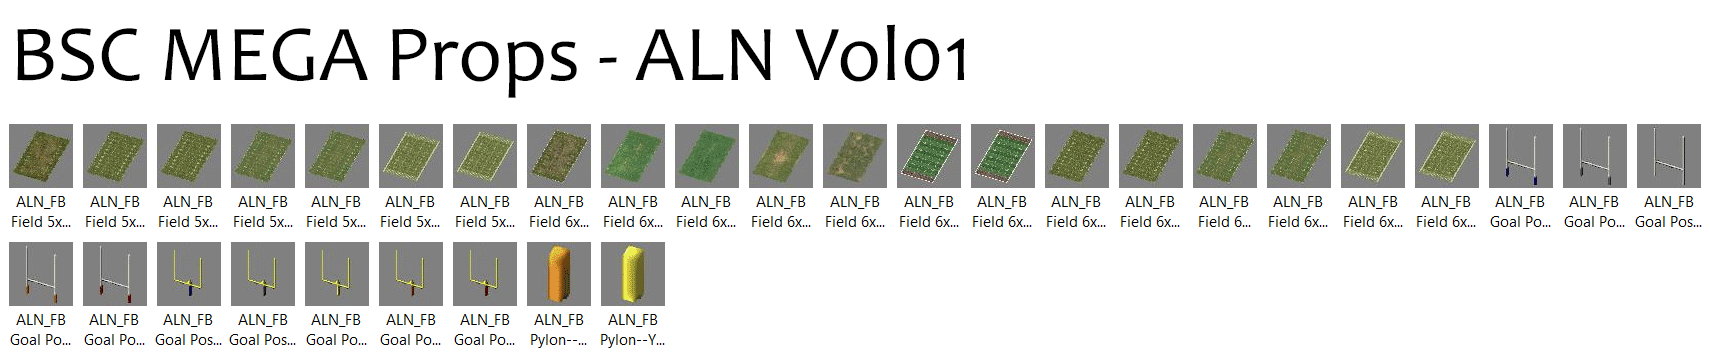 BSC MEGA Props - ALN Vol01
ALN_FB ALN_FB ALN_FB ALN_FB ALN_FB ALN_FB ALN_FB ALN_FB ALN_FB ALN_FB ALN_FB ALN_FB ALN_FB ALN_FB ALN_FB ALN_FB ALN_FB ALN_FB ALN_FB ALN_FB ALN_FB ALN_FB ALN_FB
Field 5x... Field 5x... Field 5x... Field 5x... Field 5x... Field 5x... Field 5x... Field 6x... Field 6x... Field 6x... Field 6x... Field 6x... Field 6x... Field 6x... Field 6x... Field 6x... Field 6... Field 6x... Field 6x... Field 6x... Goal Po... Goal Po... Goal Pos...
ALN_FB ALN_FB ALN_FB ALN_FB ALN_FB ALN_FB ALN_FB ALN_FB ALN_FB
Goal Po... Goal Po... Goal Pos... Goal Pos... Goal Po... Goal Po... Goal Po... Pylon--... Pylon--Y...